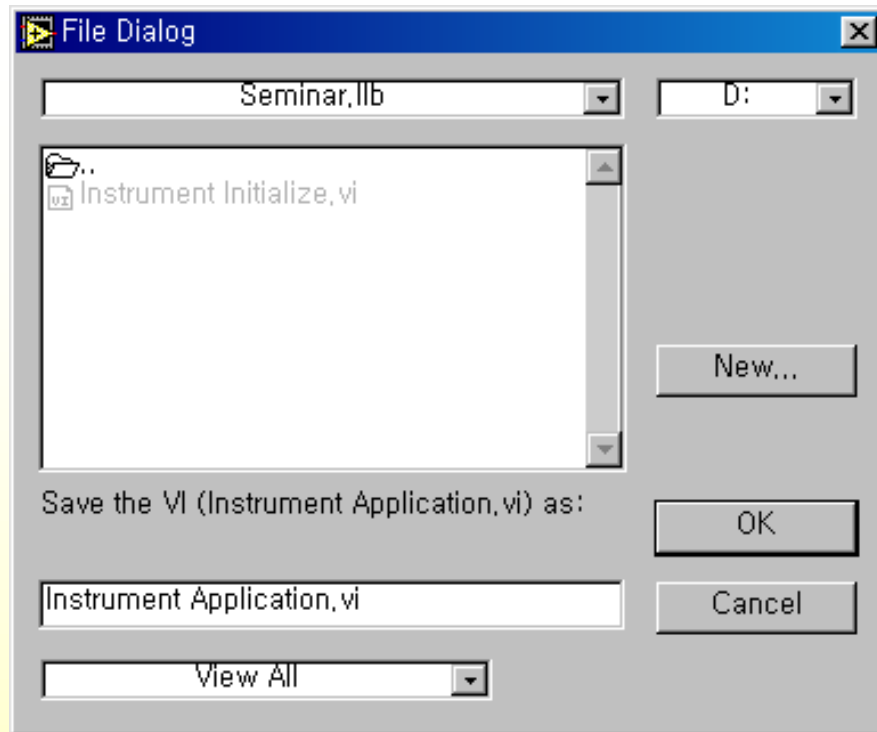 File Dialog
Seminar.llb
D:
..
Instrument Initialize.vi
New...
Save the VI (Instrument Application.vi) as:
OK
Instrument Application.vi
Cancel
View All